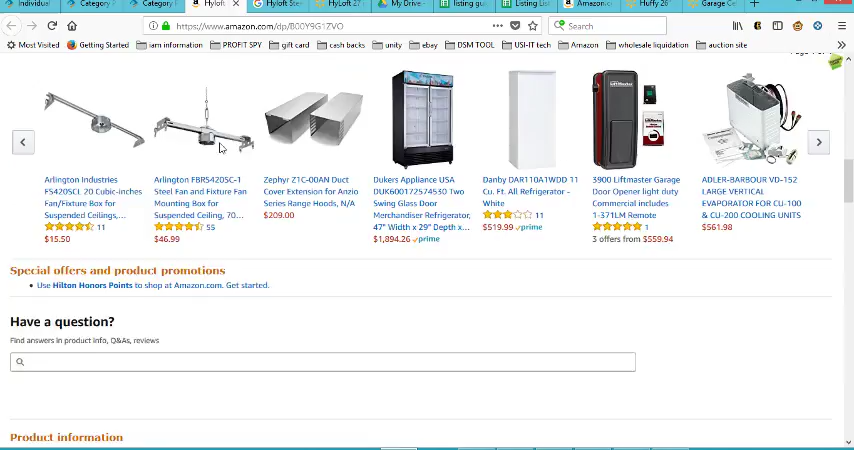 Individual
Category P
Category F
Hyloft
Hyloft Stee
HyLoft 27
My Drive -
listing guid
Listing List
Amazonia
Huffy 26"
Garage Cei
https://www.amazon.com/dp/B00Y9G1ZVO
Search
Most Visited
Getting Started
iam information
PROFIT SPY
gift card
cash backs
unity
ebay
DSM TOOL
USI-IT tech
Amazon
wholesale liquidation
auction site
Arlington Industries
FS420SCL 20 Cubic-inches
Fan/Fixture Box for
Suspended Ceilings,...
11
$15.50
Arlington FBRS420SC-1
Steel Fan and Fixture Fan
Mounting Box for
Suspended Ceiling, 70...
55
$46.99
Zephyr Z1C-00AN Duct
Cover Extension for Anzio
Series Range Hoods, N/A
$209.00
Dukers Appliance USA
DUK600172574530 Two
Swing Glass Door
Merchandiser Refrigerator,
47" Width x 29" Depth x...
$1,894.26 prime
Danby DAR110A1WDD 11
Cu. Ft. All Refrigerator -
White
11
$519.99 prime
3900 Liftmaster Garage
Door Opener light duty
Commercial includes
1-371LM Remote
1
3 offers from $559.94
ADLER-BARBOUR VD-152
LARGE VERTICAL
EVAPORATOR FOR CU-100
& CU-200 COOLING UNITS
$561.98
Special offers and product promotions
Use Hilton Honors Points to shop at Amazon.com. Get started.
Have a question?
Find answers in product info, Q&As, reviews
Product information